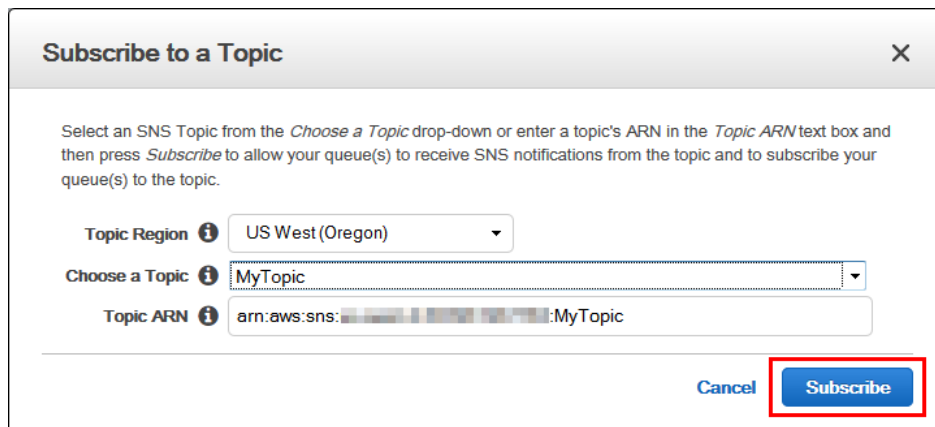 Subscribe to a Topic
Select an SNS Topic from the Choose a Topic drop-down or enter a topic's ARN in the Topic ARN text box and
then press Subscribe to allow your queue(s) to receive SNS notifications from the topic and to subscribe your
queue(s) to the topic.
Topic Region US West (Oregon)
Choose a Topic MyTopic
Topic ARN arn:aws:sns: :MyTopic
Cancel Subscribe